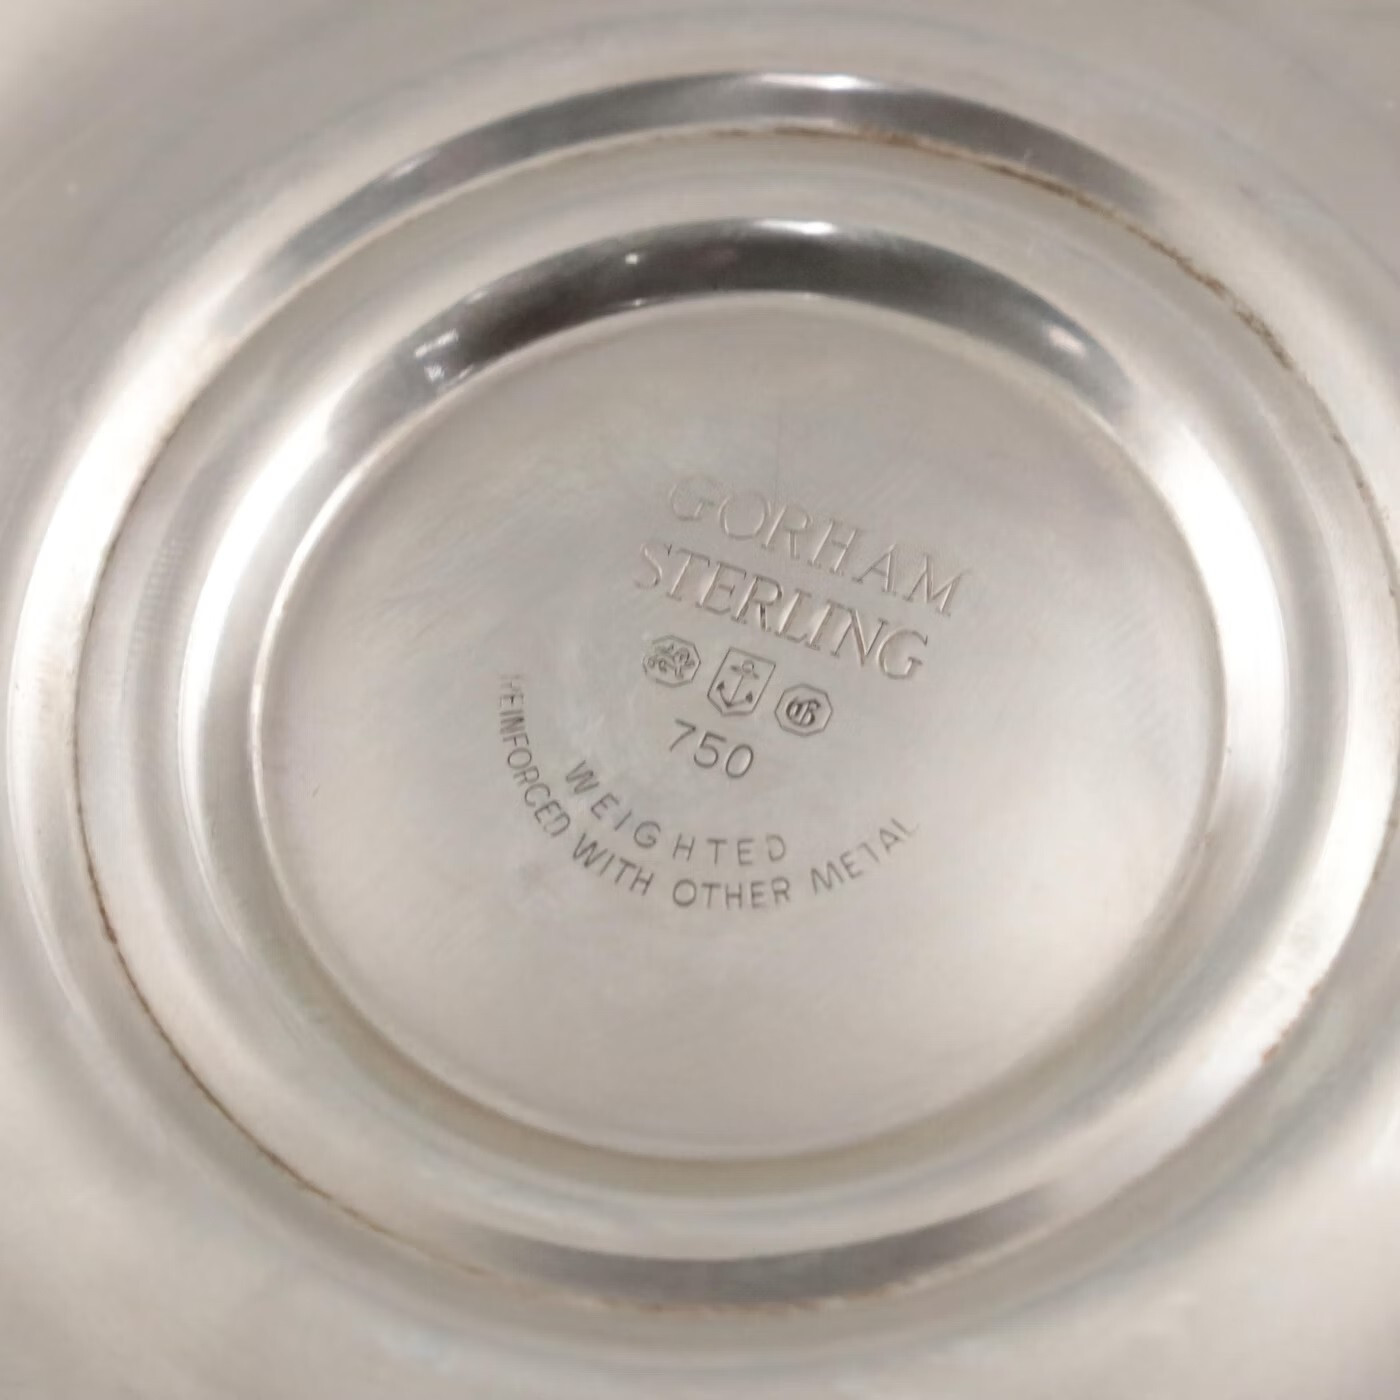 GORHAM
STERLING
750
WEIGHTED
REINFORCED WITH OTHER METAL